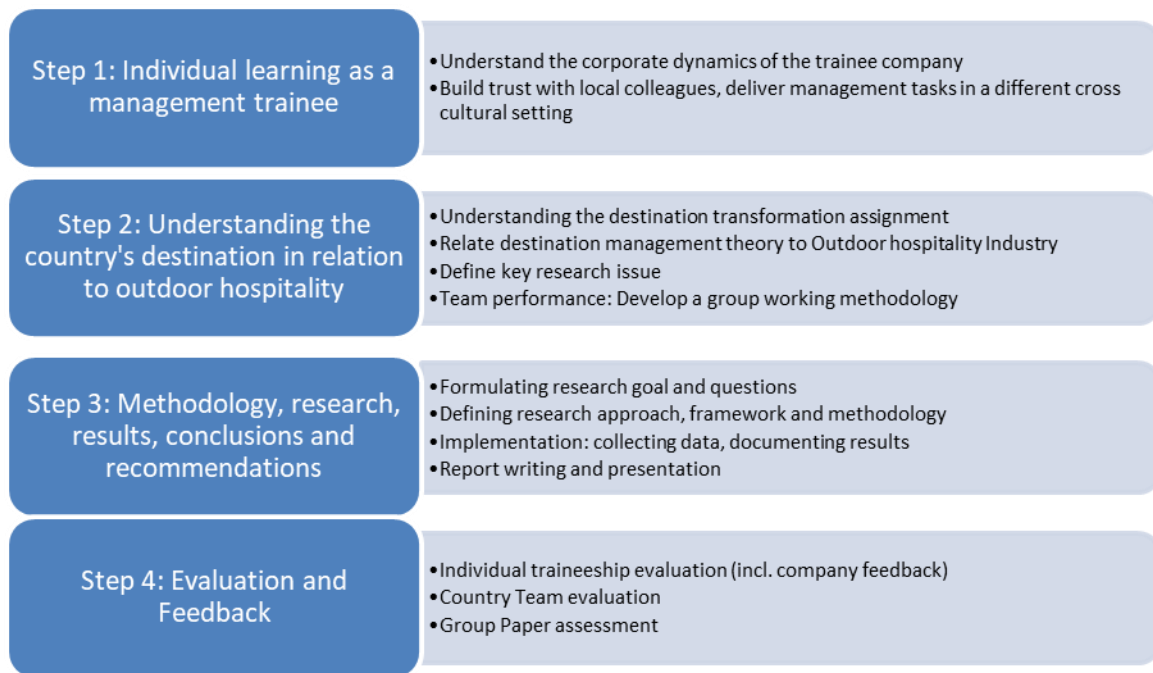 Step 1: Individual learning as a
management trainee
•Understand the corporate dynamics of the trainee company
•Build trust with local colleagues, deliver management tasks in a different cross
cultural setting
Step 2: Understanding the
country's destination in relation
to outdoor hospitality
•Understanding the destination transformation assignment
•Relate destination management theory to Outdoor hospitality Industry
•Define key research issue
•Team performance: Develop a group working methodology
Step 3: Methodology, research,
results, conclusions and
recommendations
•Formulating research goal and questions
•Defining research approach, framework and methodology
•Implementation: collecting data, documenting results
•Report writing and presentation
Step 4: Evaluation and
Feedback
•Individual traineeship evaluation (incl. company feedback)
•Country Team evaluation
•Group Paper assessment